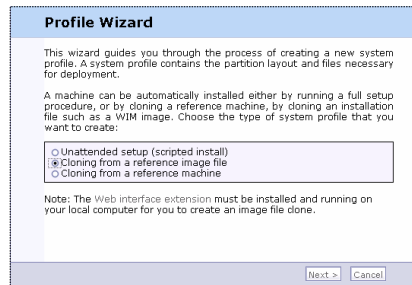 Profile Wizard
This wizard guides you through the process of creating a new system
profile. A system profile contains the partition layout and files necessary
for deployment.
A machine can be automatically installed either by running a full setup
procedure, or by cloning a reference machine, by cloning an installation
file such as a WIM image. Choose the type of system profile that you
want to create:
Unattended setup (scripted install)
Cloning from a reference image file
Cloning from a reference machine
Note: The Web interface extension must be installed and running on
your local computer for you to create an image file clone.
Next >
Cancel